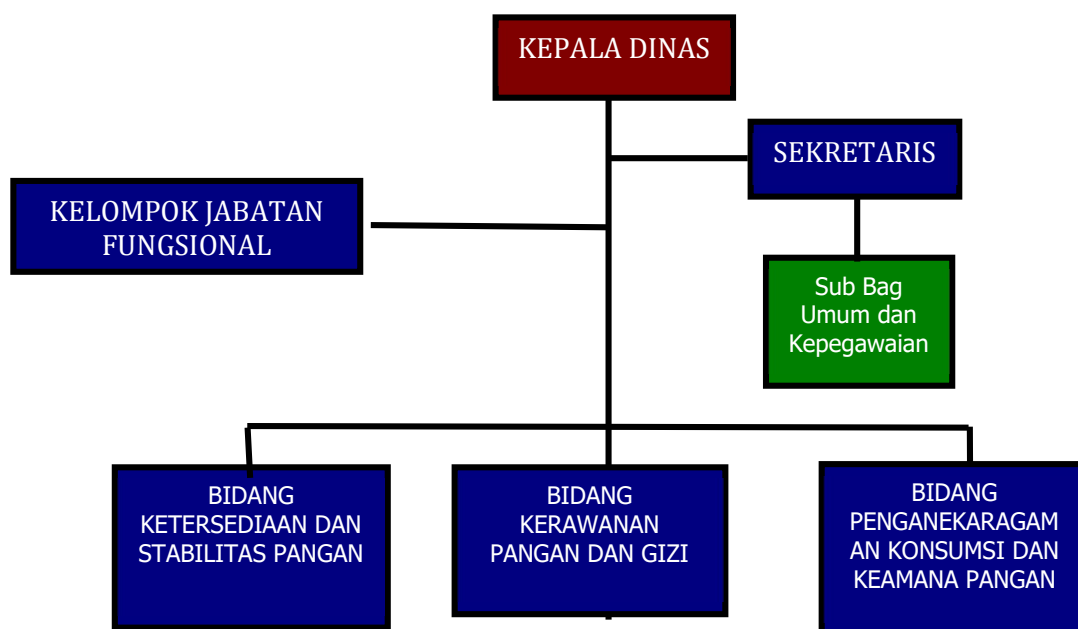 KEPALA DINAS
SEKRETARIS
KELOMPOK JABATAN
FUNGSIONAL
Sub Bag
Umum dan
Kepegawaian
BIDANG
KETERSEDIAAN DAN
STABILITAS PANGAN
BIDANG
KERAWANAN
PANGAN DAN GIZI
BIDANG
PENGANEKARAGAM
AN KONSUMSI DAN
KEAMANA PANGAN